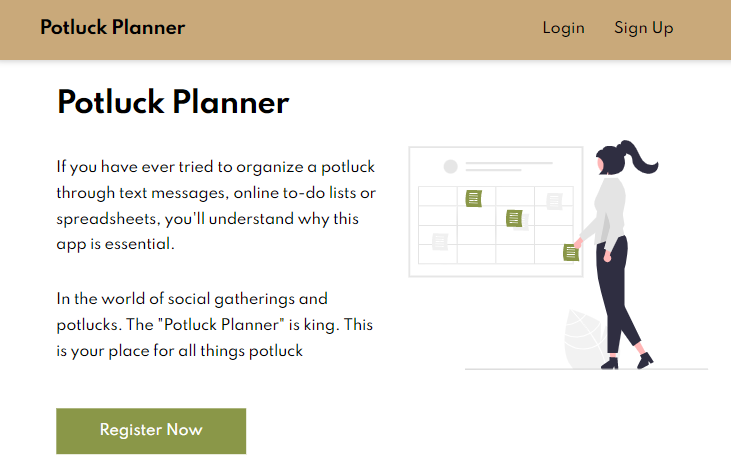 Potluck Planner
Login
Sign Up
Potluck Planner
If you have ever tried to organize a potluck
through text messages, online to-do lists or
spreadsheets, you'll understand why this
app is essential.
In the world of social gatherings and
potlucks. The "Potluck Planner" is king. This
is your place for all things potluck
Register Now